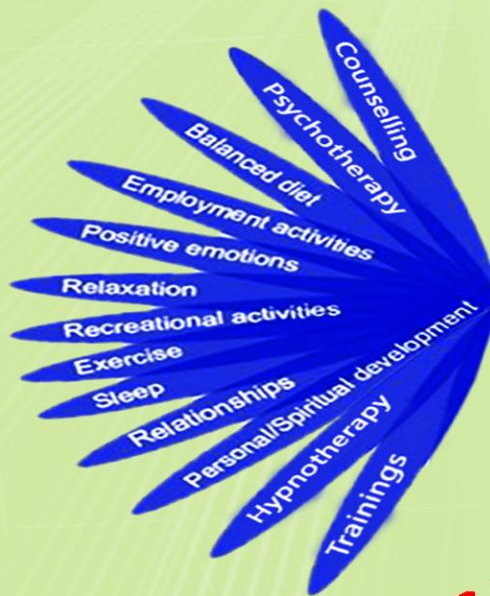 Counselling
Psychotherapy
Balanced diet
Employment activities
Positive emotions
Relaxation
Recreational activities
Exercise
Sleep
Relationships
Personal/Spiritual development
Hypnotherapy
Trainings